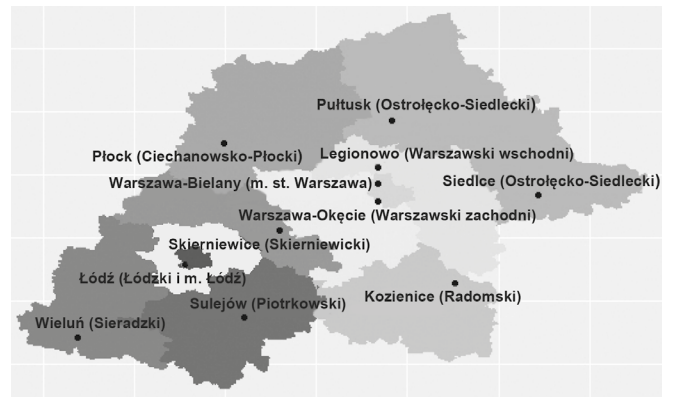 Pułtusk (Ostrołęcko-Siedlecki)
Płock (Ciechanowsko-Płocki)
Legionowo (Warszawski wschodni)
Warszawa-Bielany (m. st. Warszawa)
Siedlce (Ostrołęcko-Siedlecki)
Warszawa-Okęcie (Warszawski zachodni)
Skierniewice (Skierniewicki)
Łódź (Łódzki i m. Łódź)
Sulejów (Piotrkowski)
Kozienice (Radomski)
Wieluń (Sieradzki)